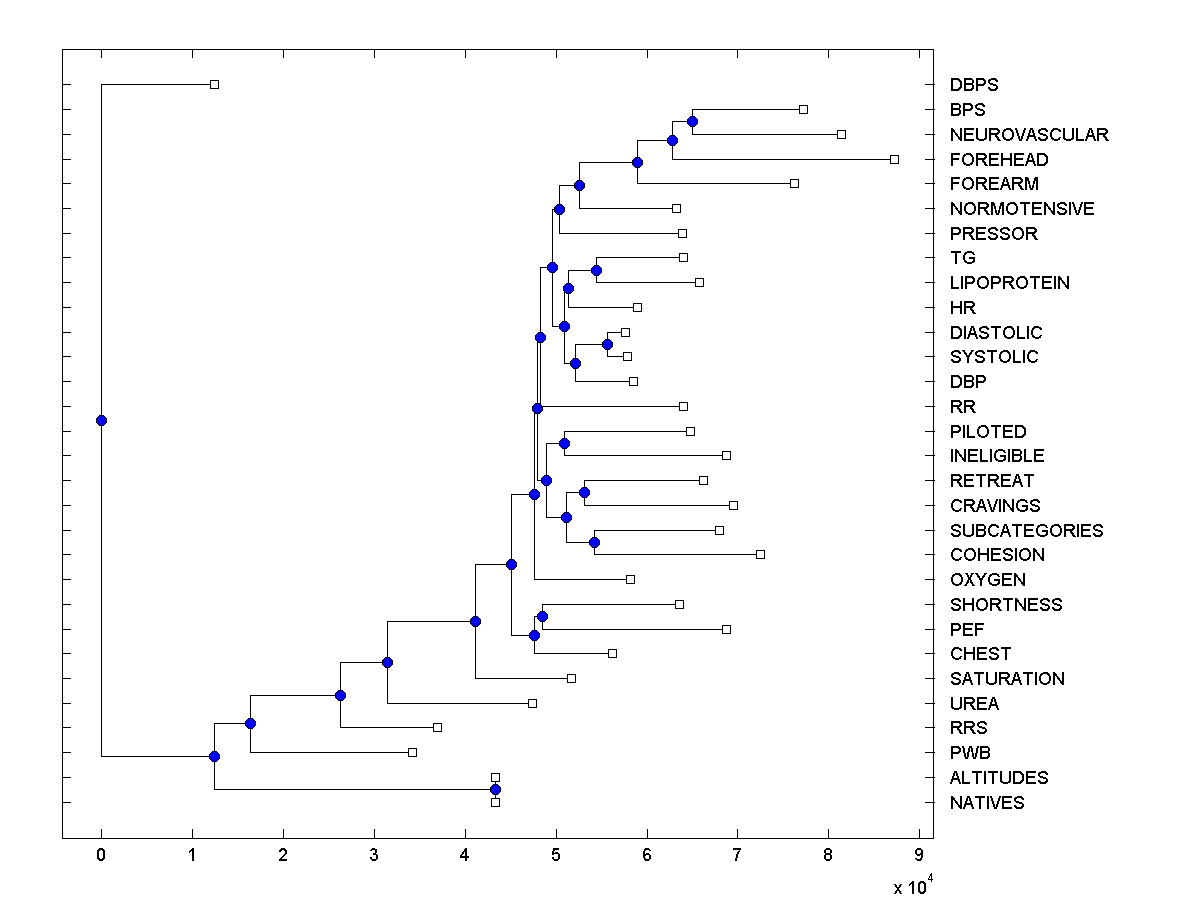 DBPS
BPS
NEUROVASCULAR
FOREHEAD
FOREARM
NORMOTENSIVE
PRESSOR
TG
LIPOPROTEIN
HR
DIASTOLIC
SYSTOLIC
DBP
RR
PILOTED
INELIGIBLE
RETREAT
CRAVINGS
SUBCATEGORIES
COHESION
OXYGEN
SHORTNESS
PEF
CHEST
SATURATION
UREA
RRS
PWB
ALTITUDES
NATIVES
0 1 2 3 4 5 6 7 8 9
x 10^4